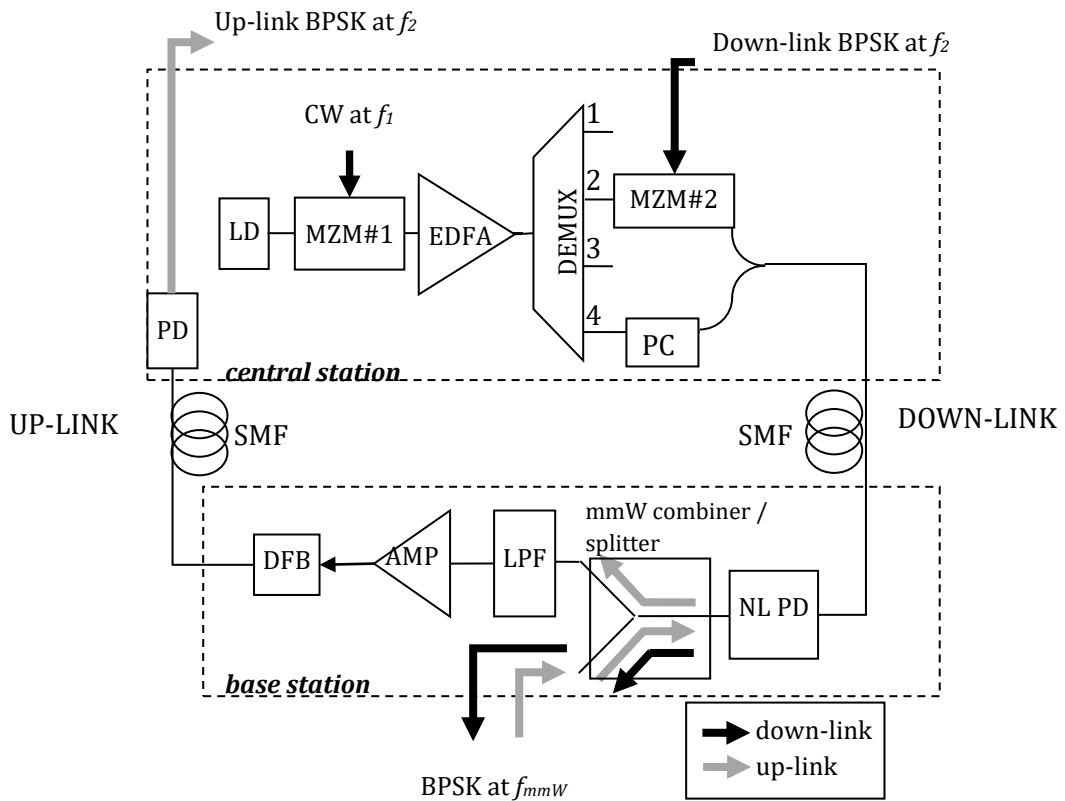 Up-link BPSK at f2
Down-link BPSK at f2
CW at f1
1
2
MZM#2
LD
MZM#1
EDFA
DEMUX
3
4
PD
PC
central station
UP-LINK
SMF
SMF
DOWN-LINK
mmW combiner /
splitter
DFB
AMP
LPF
NL PD
base station
down-link
up-link
BPSK at fmmW